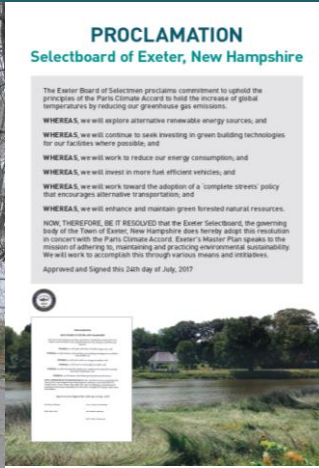 PROCLAMATION
Selectboard of Exeter, New Hampshire
The Exeter Board of Selectmen proclaims commitment to uphold the
principles of the Paris Climate Accord to hold the increase of global
temperatures by reducing our greenhouse gas emissions.
WHEREAS, we will explore alternative renewable energy sources; and
WHEREAS, we will continue to seek investing in green building technologies
for our facilities where possible; and
WHEREAS, we will work to reduce our energy consumption; and
WHEREAS, we will invest in more fuel efficient vehicles; and
WHEREAS, we will work toward the adoption of a 'complete streets' policy
that encourages alternative transportation; and
WHEREAS, we will enhance and maintain green forested natural resources.
NOW, THEREFORE, BE IT RESOLVED that the Exeter Selectboard, the governing
body of the Town of Exeter, New Hampshire does hereby adopt this resolution
in concert with the Paris Climate Accord. Exeter's Master Plan speaks to the
mission of adhering to, maintaining and practicing environmental sustainability.
We will work to accomplish this through various means and intitiatives.
Approved and Signed this 24th day of July, 2017